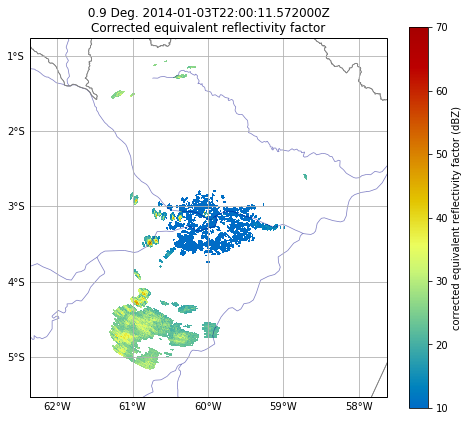 0.9 Deg. 2014-01-03T22:00:11.572000Z
Corrected equivalent reflectivity factor
1°S
2°S
3°S
4°S
5°S
62°W
61°W
60°W
59°W
58°W
70
60
50
40
30
20
10
corrected equivalent reflectivity factor (dBZ)